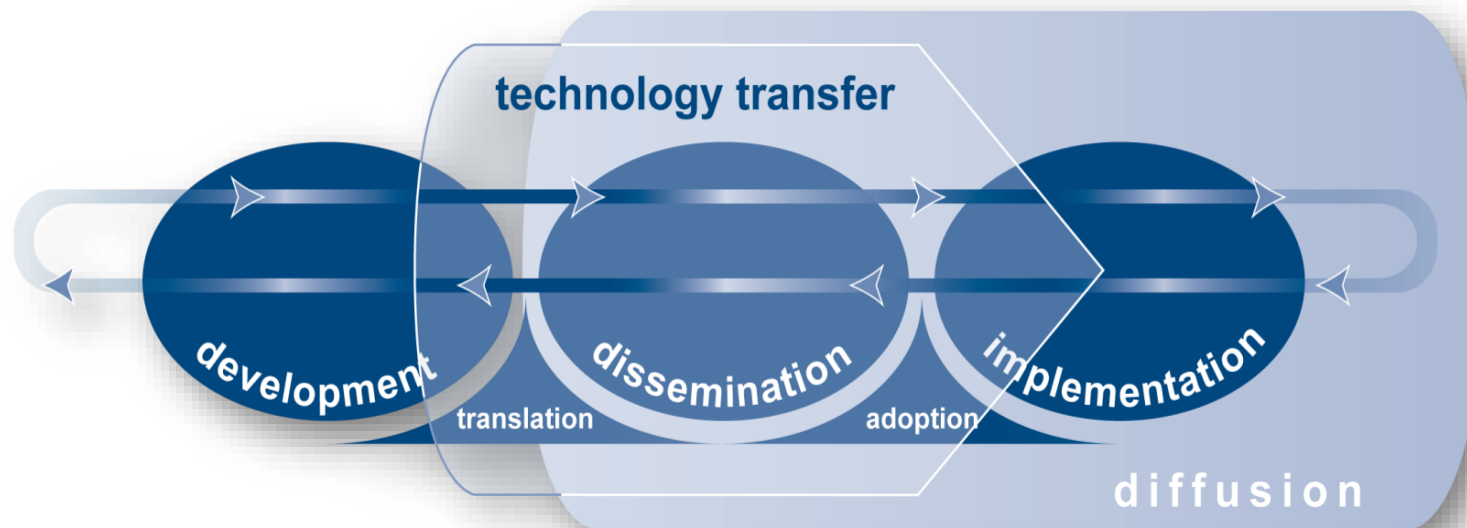 technology transfer
development
dissemination
implementation
translation
adoption
diffusion